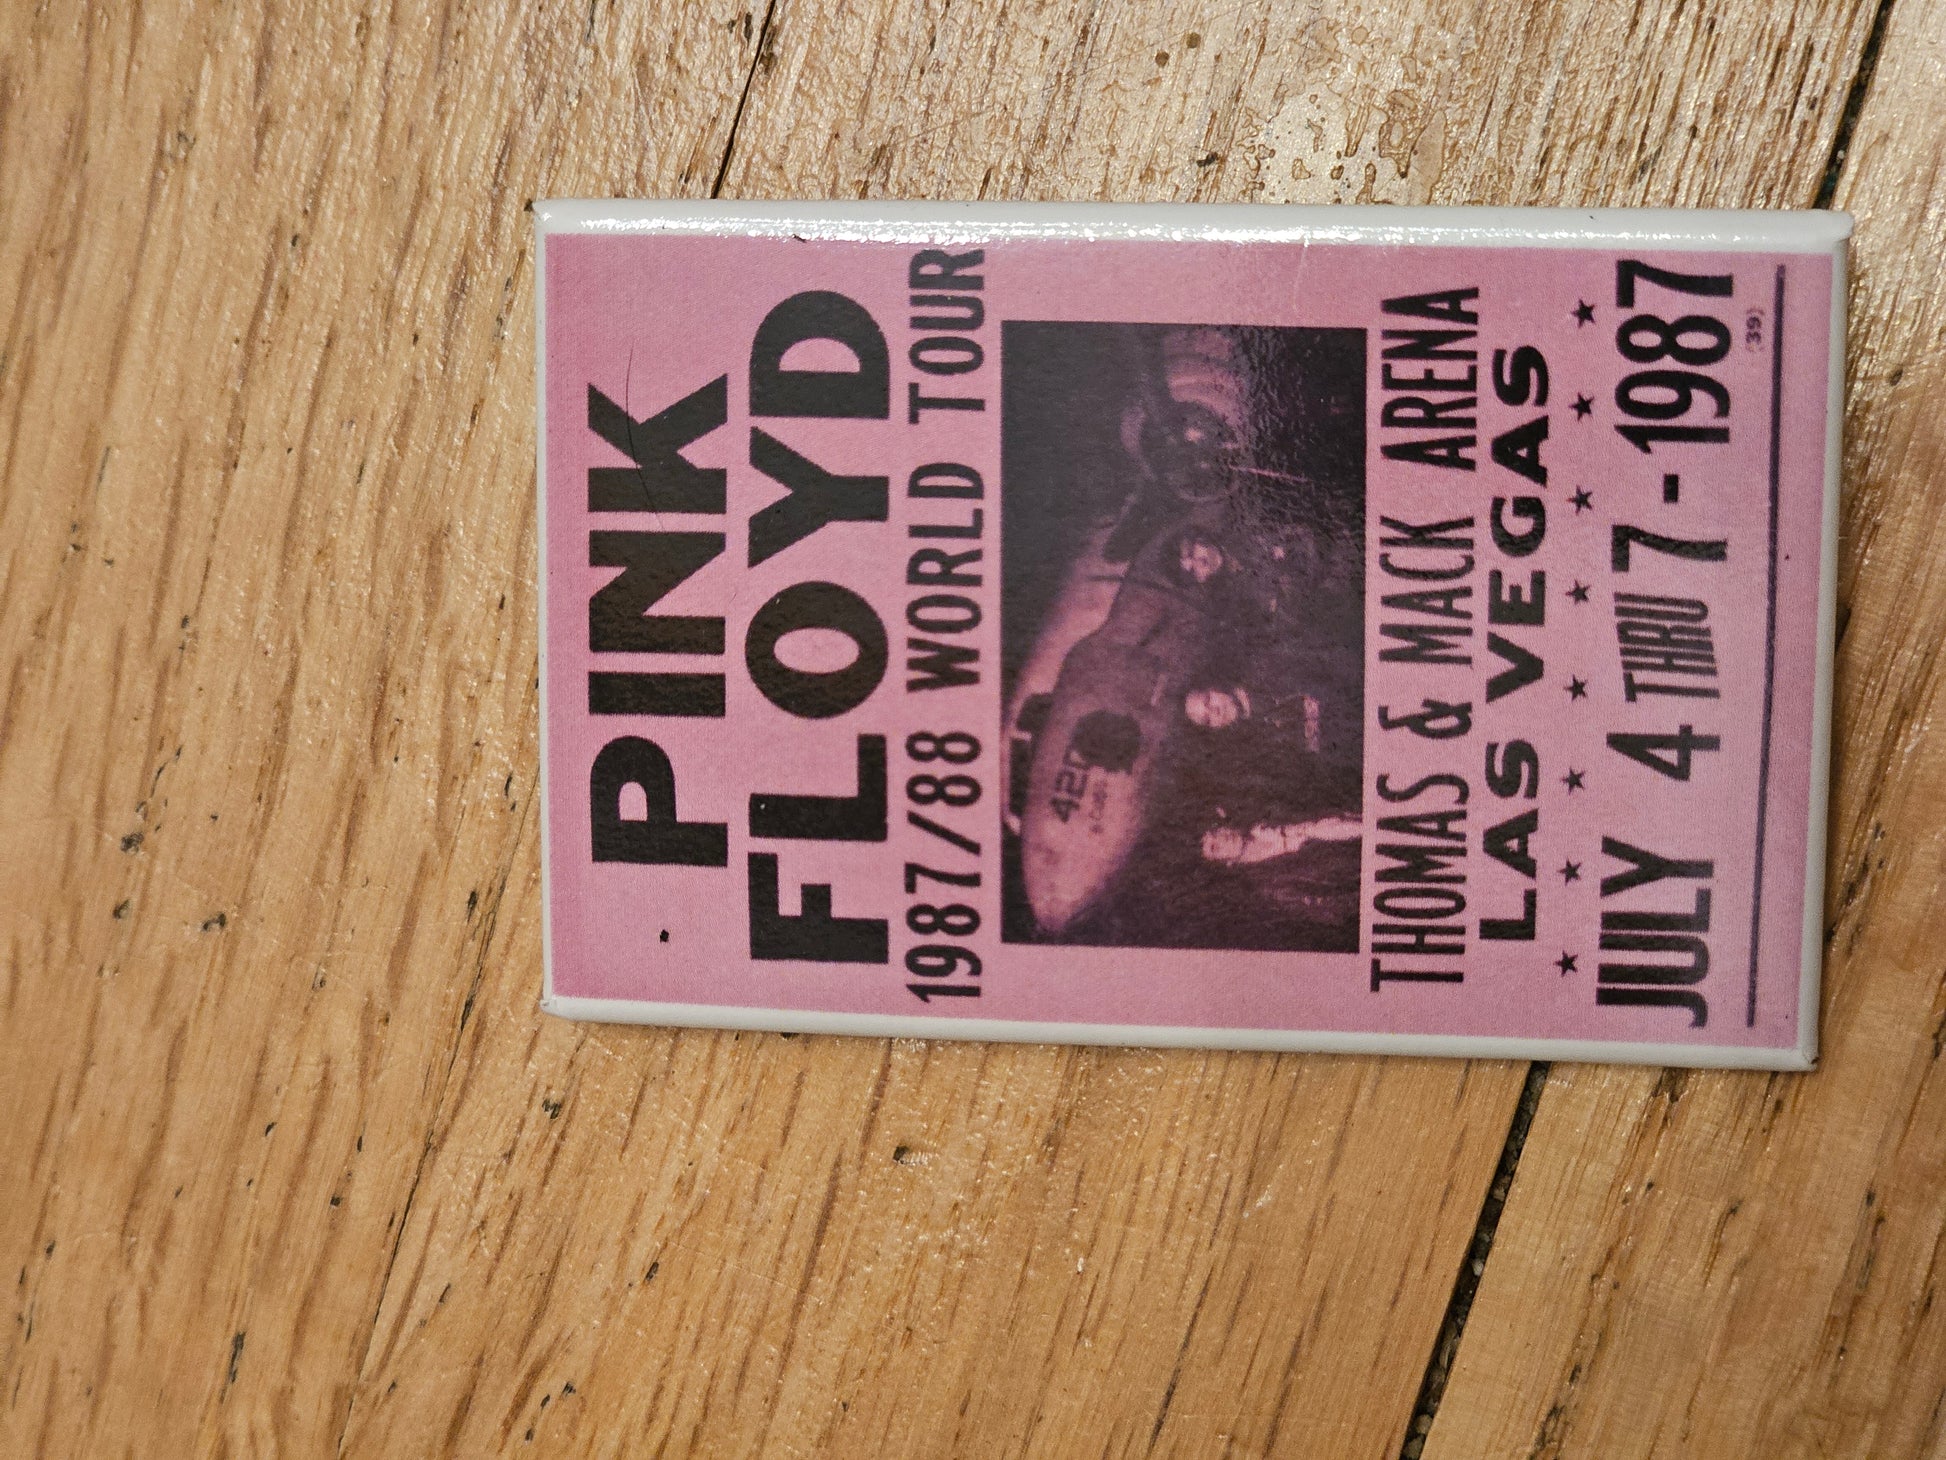 PINK
FLOYD
1987/88 WORLD TOUR
420
THOMAS & MACK ARENA
LAS VEGAS
JULY 4 THRU 7-1987
(39)